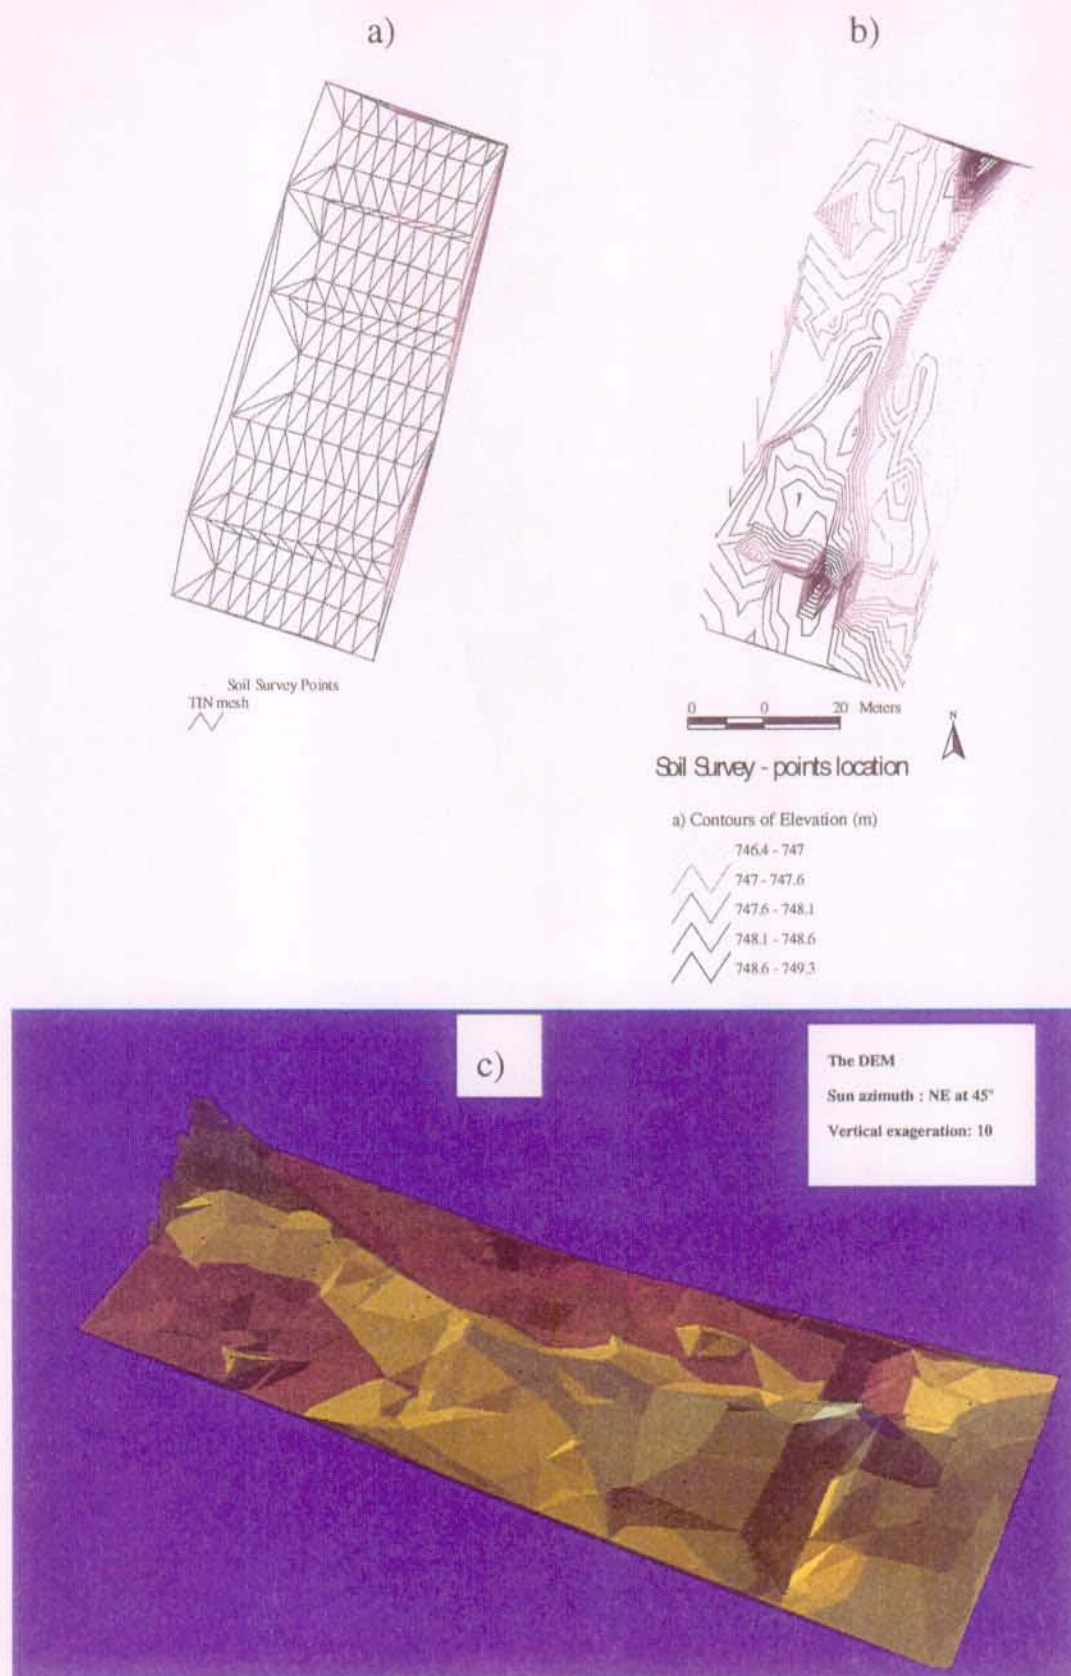 a)
b)
Soil Survey Points
TIN mesh
0 0 20 Meters
N
Soil Survey - points location
a) Contours of Elevation (m)
746.4 - 747
747 - 747.6
747.6 - 748.1
748.1 - 748.6
748.6 - 749.3
c)
The DEM
Sun azimuth : NE at 45°
Vertical exageration: 10